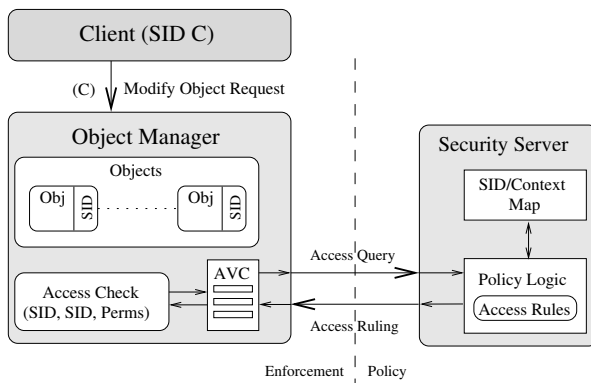 Client (SID C)
(C) Modify Object Request
Object Manager
Objects
Obj SID
Obj SID
Access Check
(SID, SID, Perms)
AVC
Access Query
Access Ruling
Enforcement
Policy
Security Server
SID/Context
Map
Policy Logic
Access Rules